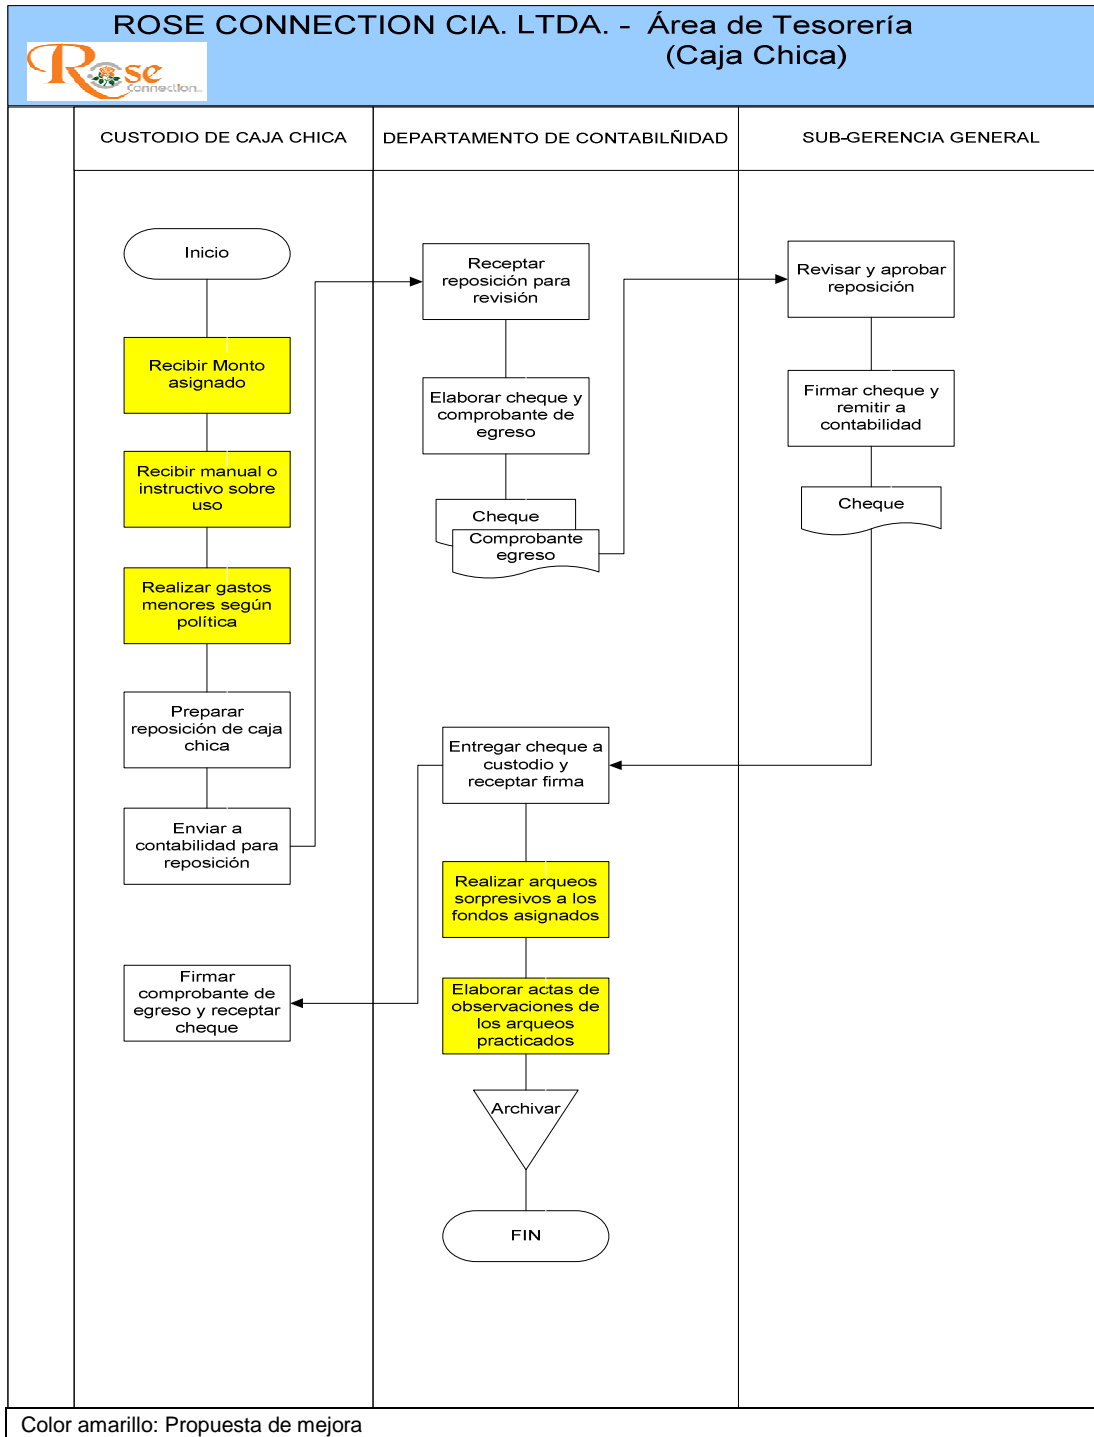 ROSE CONNECTION CIA. LTDA. - Área de Tesorería
(Caja Chica)
Rose
Connection
CUSTODIO DE CAJA CHICA
DEPARTAMENTO DE CONTABILÑIDAD
SUB-GERENCIA GENERAL
Inicio
Recibir Monto
asignado
Recibir manual o
instructivo sobre
uso
Realizar gastos
menores según
política
Preparar
reposición de caja
chica
Enviar a
contabilidad para
reposición
Receptar
reposición para
revisión
Elaborar cheque y
comprobante de
egreso
Cheque
Comprobante
egreso
Revisar y aprobar
reposición
Firmar cheque y
remitir a
contabilidad
Cheque
Entregar cheque a
custodio y
receptar firma
Firmar
comprobante de
egreso y receptar
cheque
Realizar arqueos
sorpresivos a los
fondos asignados
Elaborar actas de
observaciones de
los arqueos
practicados
Archivar
FIN
Color amarillo: Propuesta de mejora